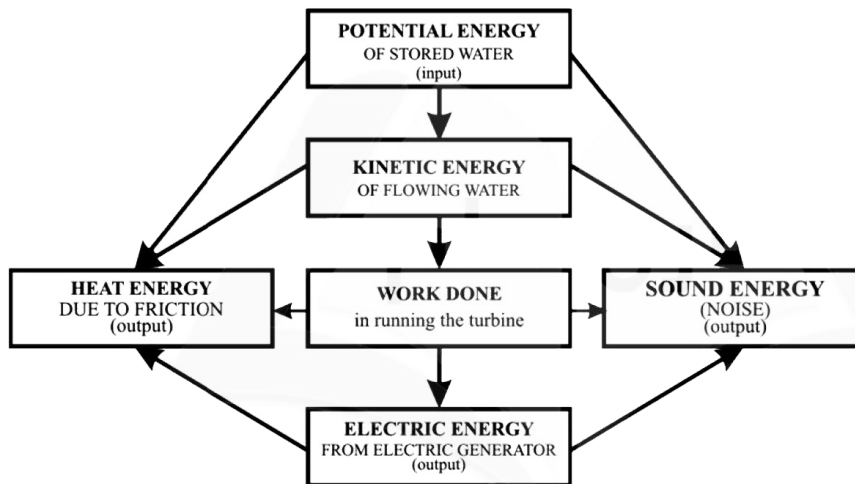 POTENTIAL ENERGY
OF STORED WATER
(input)
KINETIC ENERGY
OF FLOWING WATER
HEAT ENERGY
DUE TO FRICTION
(output)
WORK DONE
in running the turbine
SOUND ENERGY
(NOISE)
(output)
ELECTRIC ENERGY
FROM ELECTRIC GENERATOR
(output)